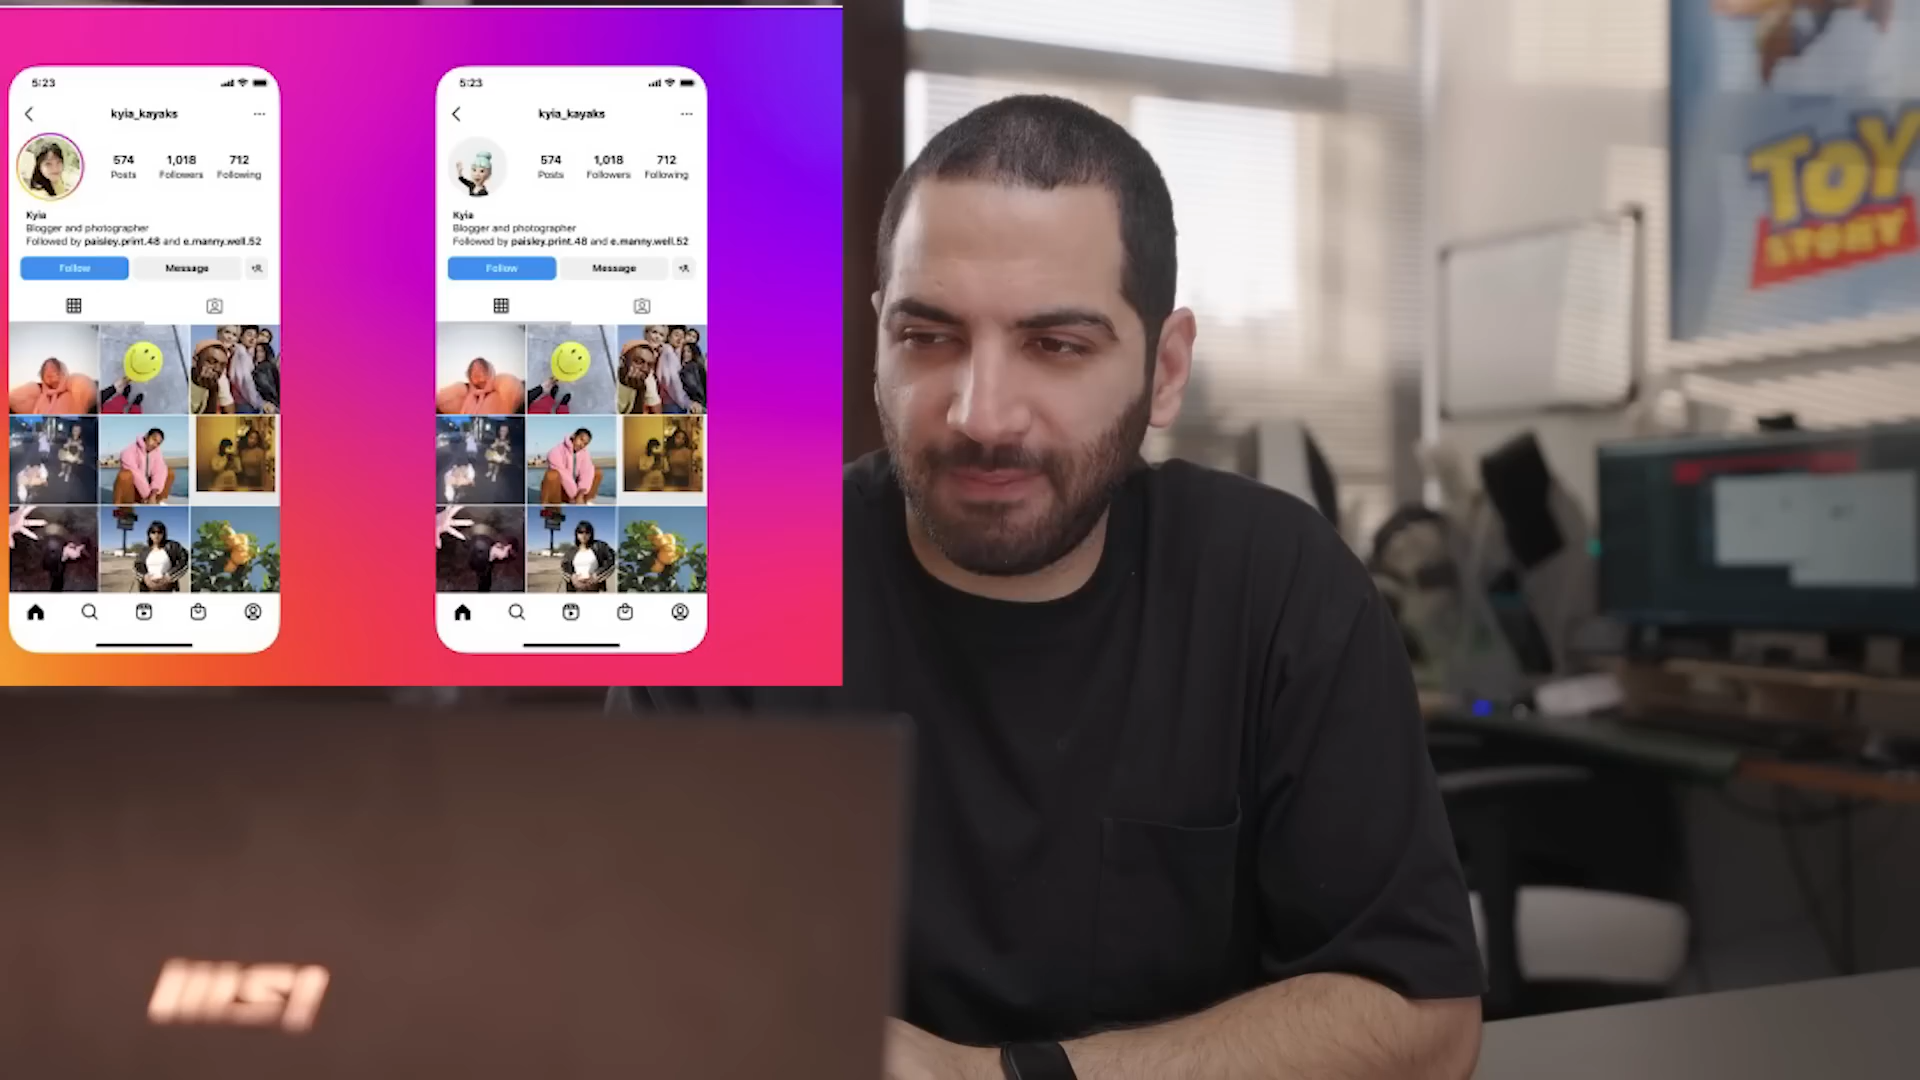 5:23
kyia_kayaks
574 1,018 712
Posts Followers Following
Kyia
Blogger and photographer
Followed by paisley.print.48 and e.manny.well.52
Follow Message
5:23
kyia_kayaks
574 1,018 712
Posts Followers Following
Kyia
Blogger and photographer
Followed by paisley.print.48 and e.manny.well.52
Follow Message
TOY
STORY
msi